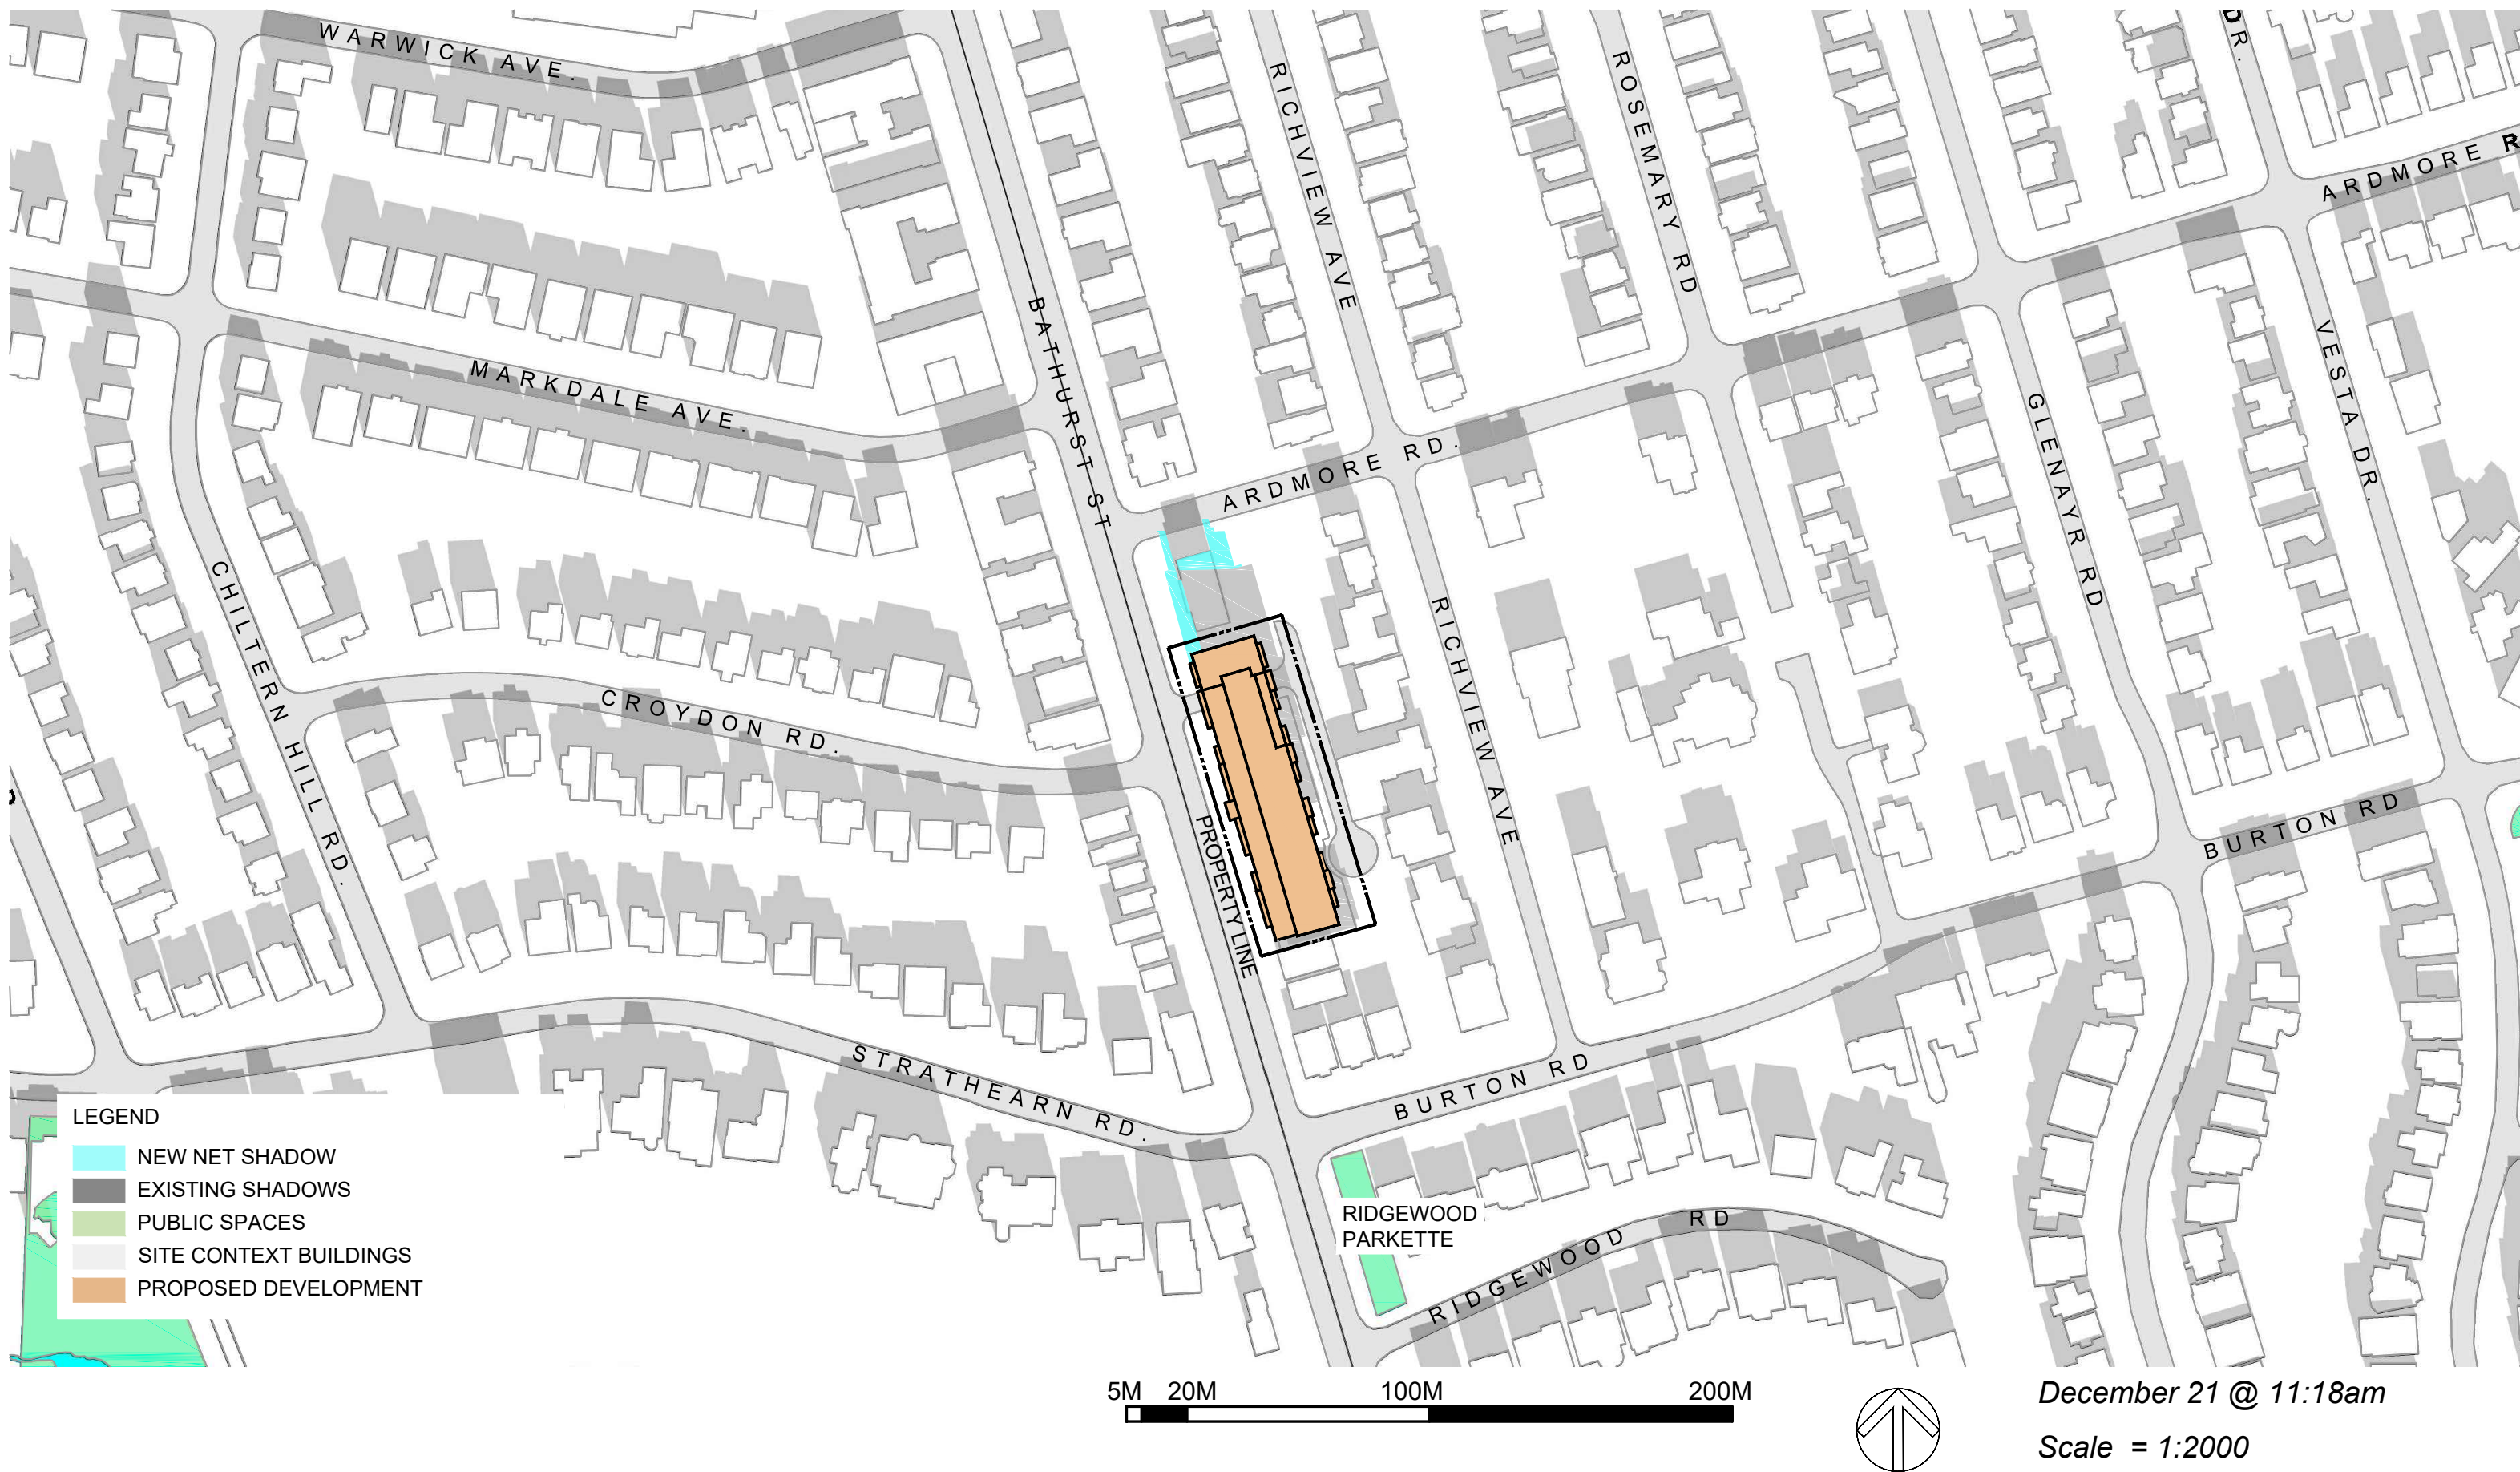 WARWICK AVE.
DR.
RICHVIEW AVE
ROSEMARY RD
ARDMORE R
BATHURST ST
MARKDALE AVE.
VESTA DR.
GLENAYR RD
ARDMORE RD.
CHILTERN HILL RD.
RICHVIEW AVE
CROYDON RD.
PROPERTY LINE
BURTON RD
STRATHEARN RD.
BURTON RD
LEGEND
NEW NET SHADOW
EXISTING SHADOWS
PUBLIC SPACES
SITE CONTEXT BUILDINGS
PROPOSED DEVELOPMENT
RIDGEWOOD
PARKETTE
RIDGEWOOD RD
5M 20M 100M 200M
December 21 @ 11:18am
Scale = 1:2000